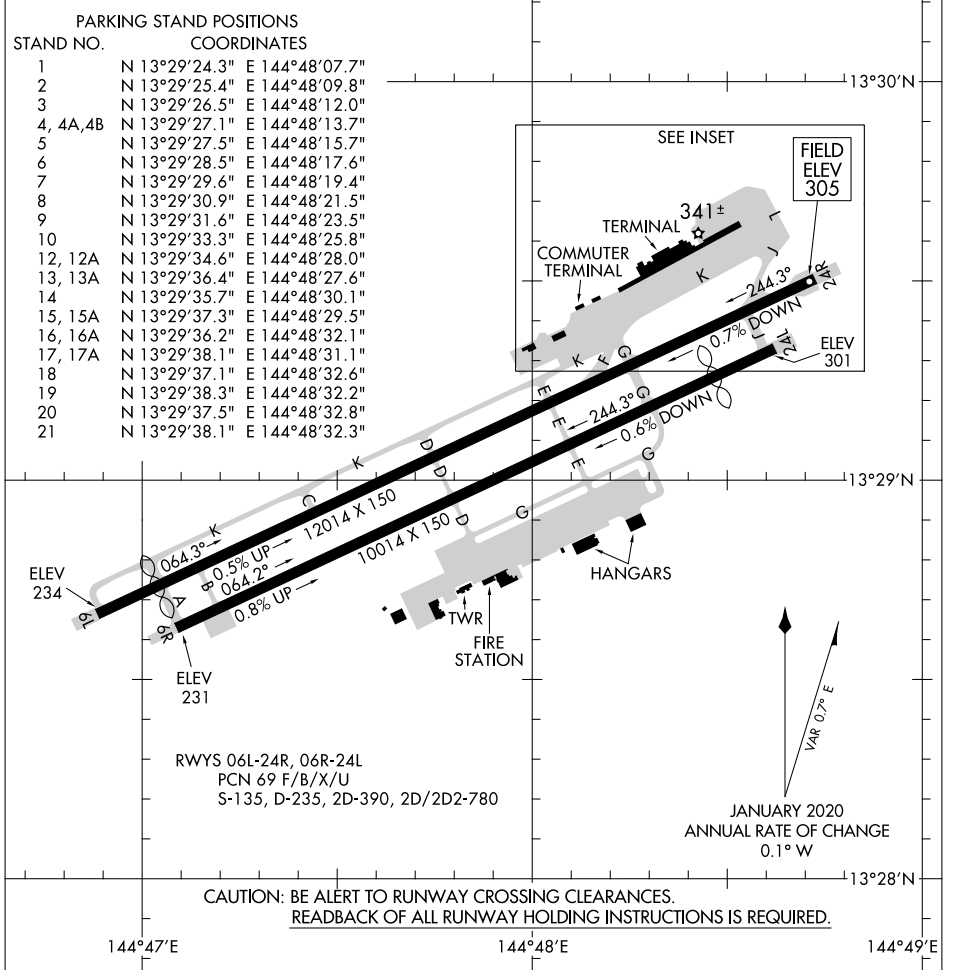 PARKING STAND POSITIONS
STAND NO. COORDINATES
1 N 13°29'24.3" E 144°48'07.7"
2 N 13°29'25.4" E 144°48'09.8"
3 N 13°29'26.5" E 144°48'12.0"
4, 4A,4B N 13°29'27.1" E 144°48'13.7"
5 N 13°29'27.5" E 144°48'15.7"
6 N 13°29'28.5" E 144°48'17.6"
7 N 13°29'29.6" E 144°48'19.4"
8 N 13°29'30.9" E 144°48'21.5"
9 N 13°29'31.6" E 144°48'23.5"
10 N 13°29'33.3" E 144°48'25.8"
12, 12A N 13°29'34.6" E 144°48'28.0"
13, 13A N 13°29'36.4" E 144°48'27.6"
14 N 13°29'35.7" E 144°48'30.1"
15, 15A N 13°29'37.3" E 144°48'29.5"
16, 16A N 13°29'36.2" E 144°48'32.1"
17, 17A N 13°29'38.1" E 144°48'31.1"
18 N 13°29'37.1" E 144°48'32.6"
19 N 13°29'38.3" E 144°48'32.2"
20 N 13°29'37.5" E 144°48'32.8"
21 N 13°29'38.1" E 144°48'32.3"
13°30'N
SEE INSET
FIELD
ELEV
305
341±
TERMINAL
COMMUTER
TERMINAL
L
J
K
244.3°
24R
0.7% DOWN
J
24L
ELEV
301
K
F
G
E
E
G
244.3°
0.6% DOWN
E
G
13°29'N
D
D
K
C
12014 X 150
D
G
10014 X 150
K
064.3°
0.5% UP
B
064.2°
0.8% UP
A
ELEV
234
6L
6R
ELEV
231
HANGARS
TWR
FIRE
STATION
VAR 0.7° E
RWYS 06L-24R, 06R-24L
PCN 69 F/B/X/U
S-135, D-235, 2D-390, 2D/2D2-780
JANUARY 2020
ANNUAL RATE OF CHANGE
0.1° W
13°28'N
CAUTION: BE ALERT TO RUNWAY CROSSING CLEARANCES.
READBACK OF ALL RUNWAY HOLDING INSTRUCTIONS IS REQUIRED.
144°47'E
144°48'E
144°49'E